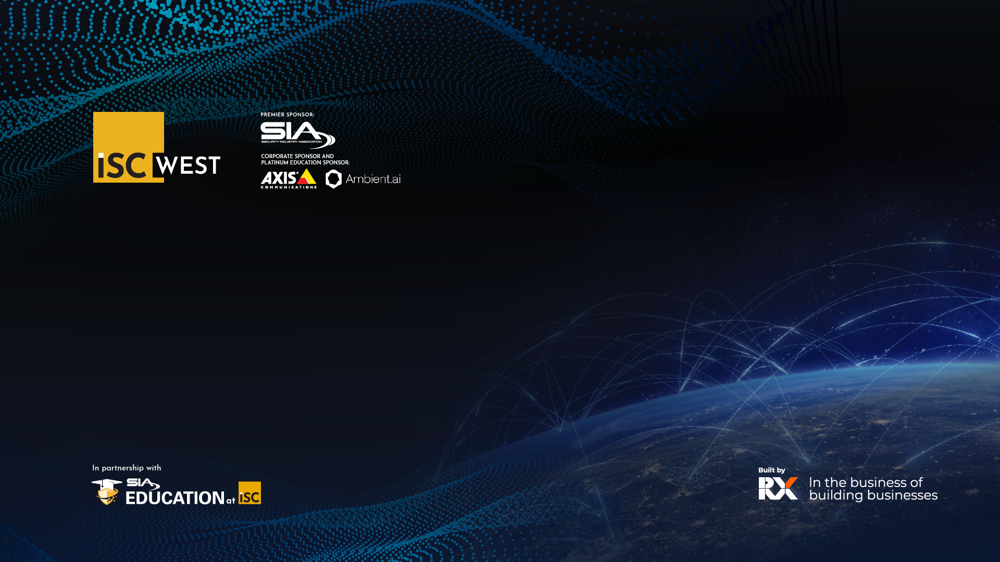 iSC WEST
PREMIER SPONSOR:
SIA
SECURITY INDUSTRY ASSOCIATION
CORPORATE SPONSOR AND
PLATINUM EDUCATION SPONSOR:
AXIS
COMMUNICATIONS
Ambient.ai
In partnership with
SIA
EDUCATION at iSC
Built by
RX
In the business of
building businesses